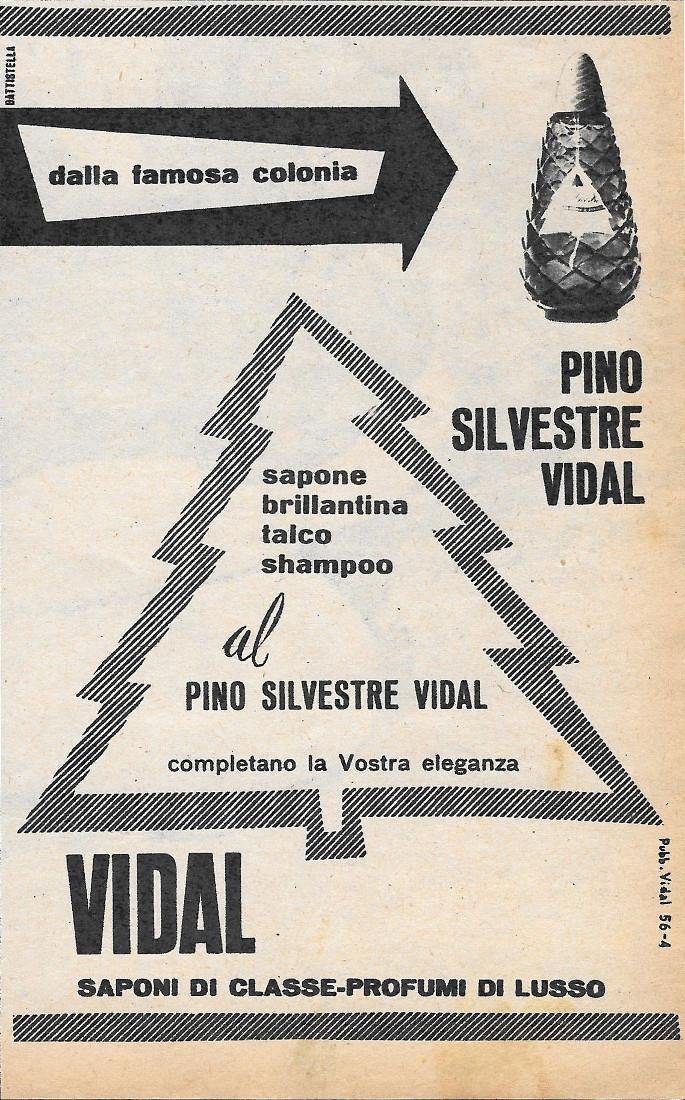 BATTISTELLA
dalla famosa colonia
PINO
SILVESTRE
VIDAL
sapone
brillantina
talco
shampoo
al
PINO SILVESTRE VIDAL
completano la Vostra eleganza
VIDAL
Pubb. Vidal 56-4
SAPONI DI CLASSE-PROFUMI DI LUSSO